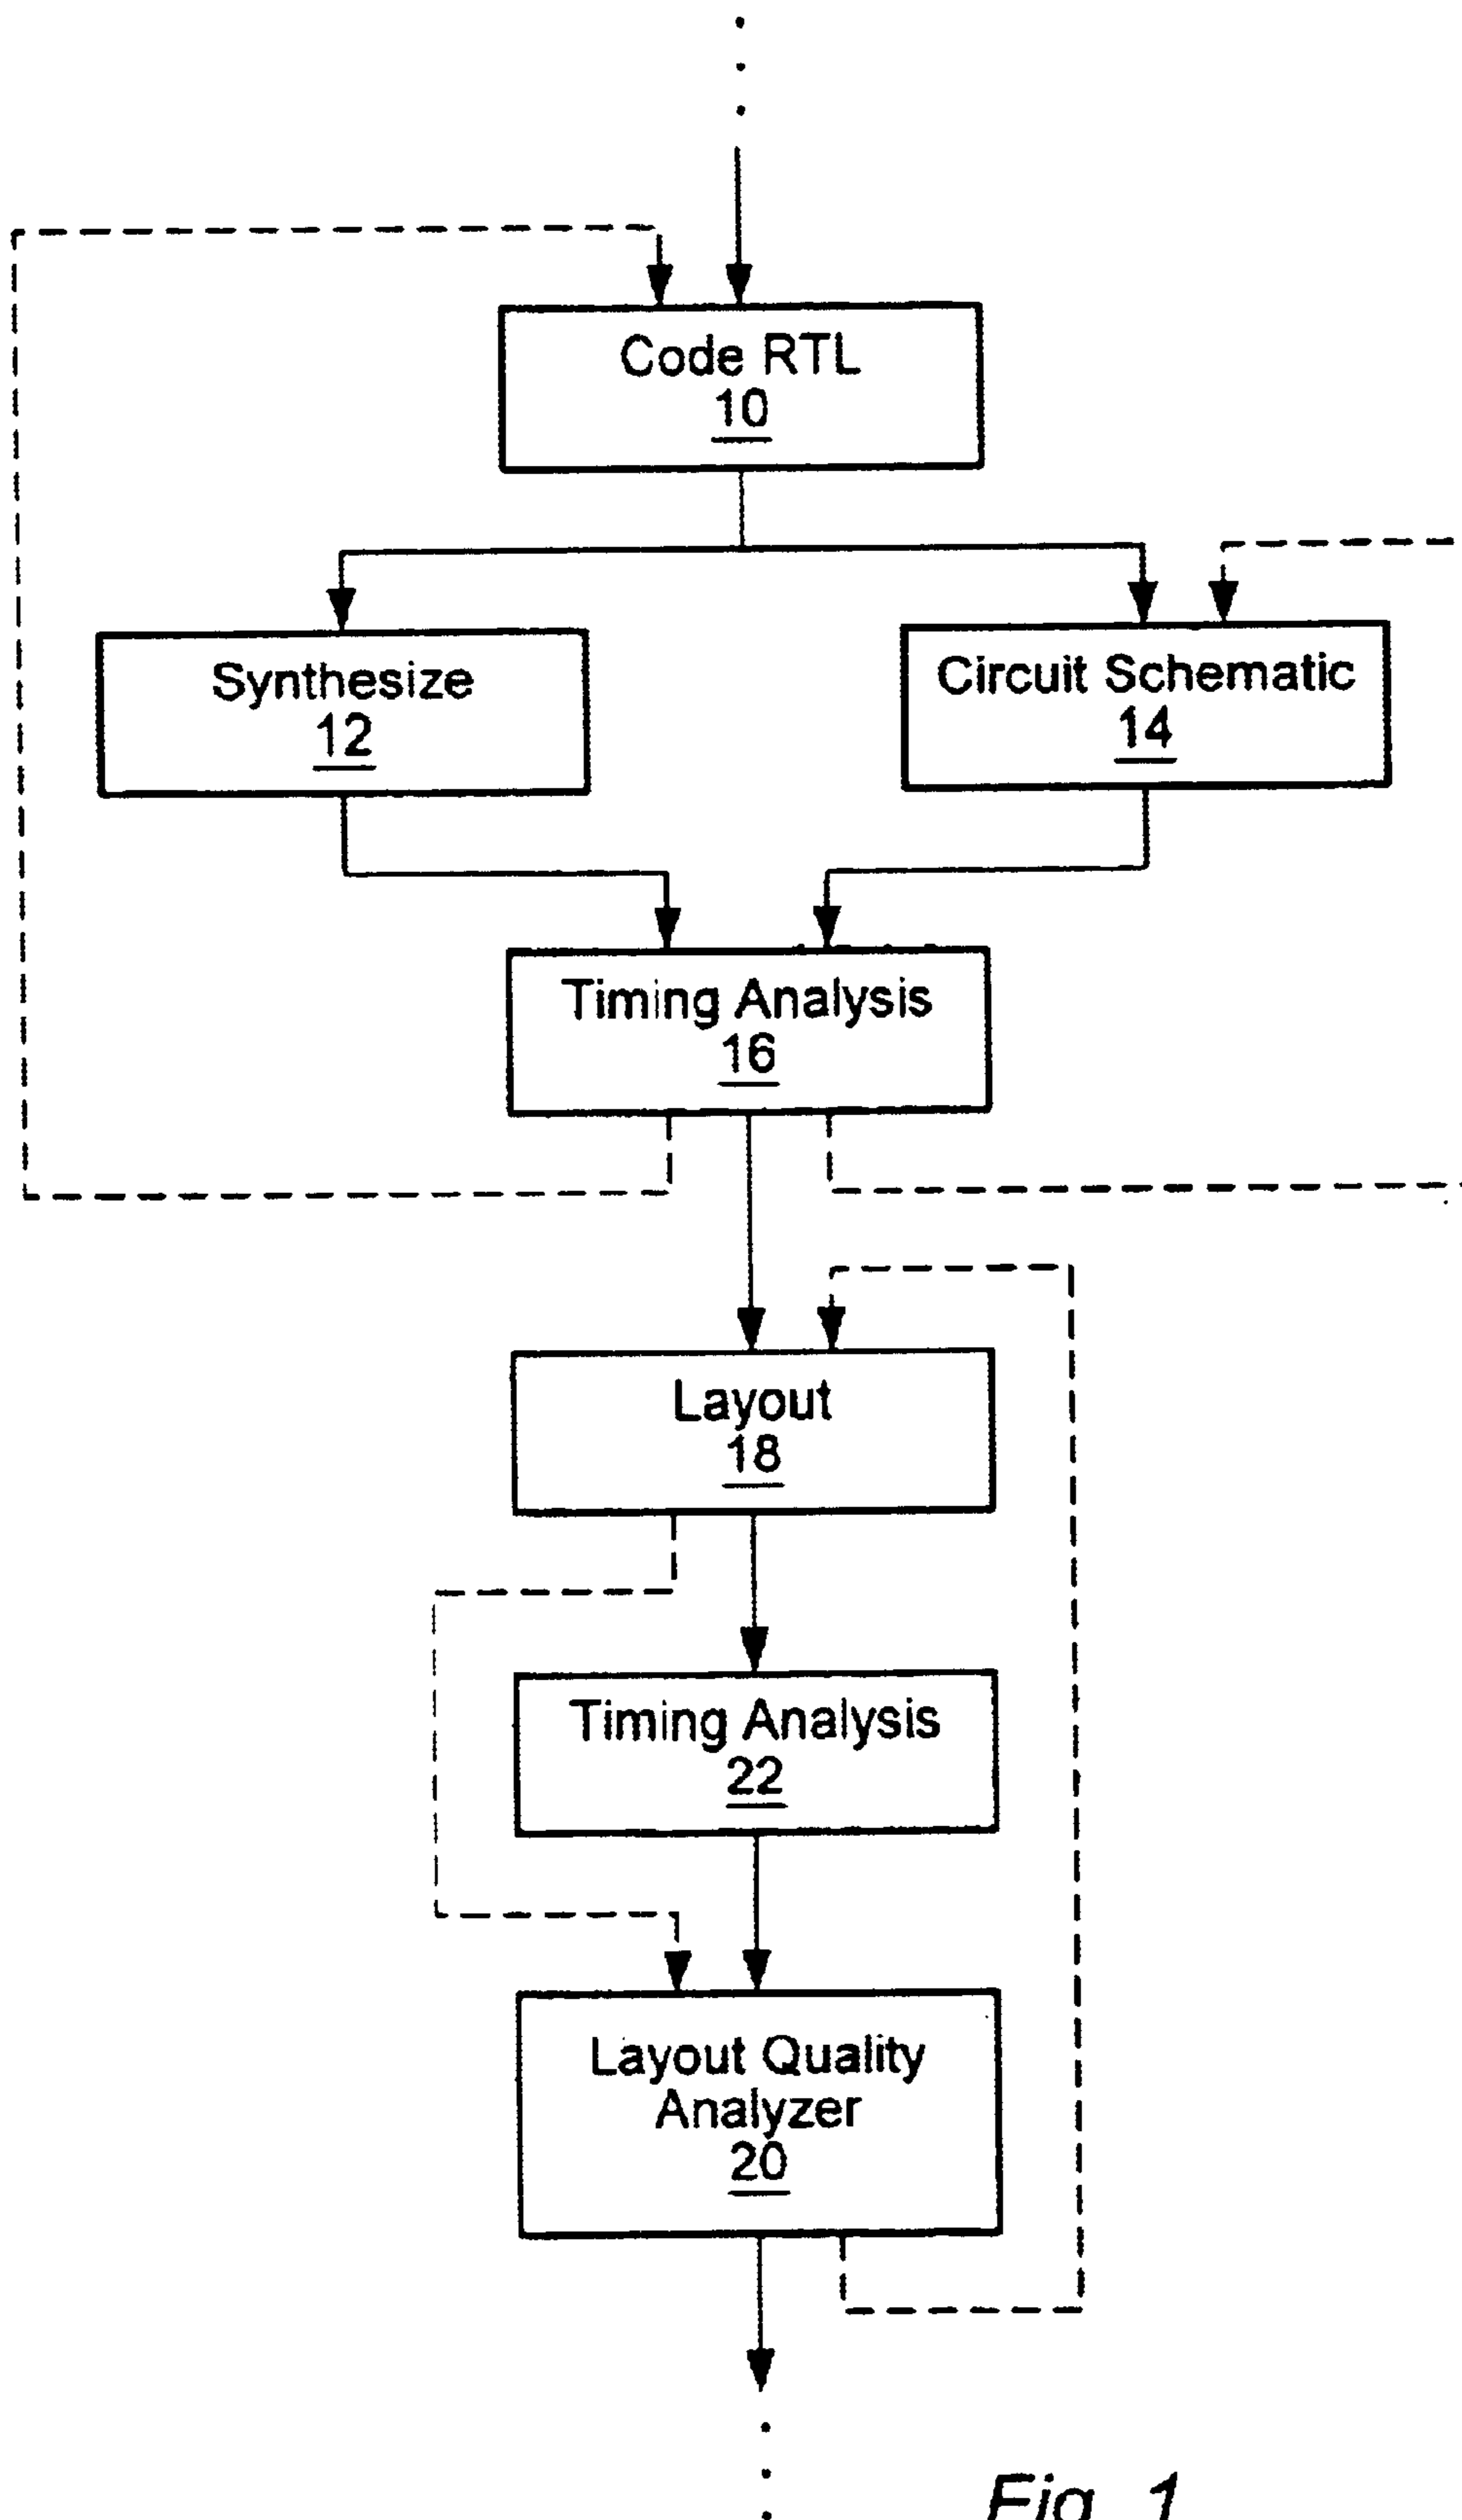 Code RTL
10
Synthesize
12
Circuit Schematic
14
Timing Analysis
16
Layout
18
Timing Analysis
22
Layout Quality
Analyzer
20
Fig. 1